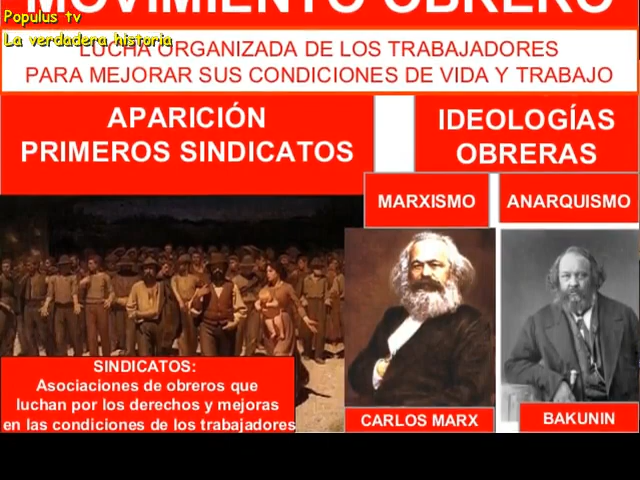 MOVIMIENTO OBRERO
Populus tv
La verdadera historia
LUCHA ORGANIZADA DE LOS TRABAJADORES
PARA MEJORAR SUS CONDICIONES DE VIDA Y TRABAJO
APARICIÓN
PRIMEROS SINDICATOS
IDEOLOGÍAS
OBRERAS
MARXISMO
ANARQUISMO
SINDICATOS:
Asociaciones de obreros que
luchan por los derechos y mejoras
en las condiciones de los trabajadores
CARLOS MARX
BAKUNIN